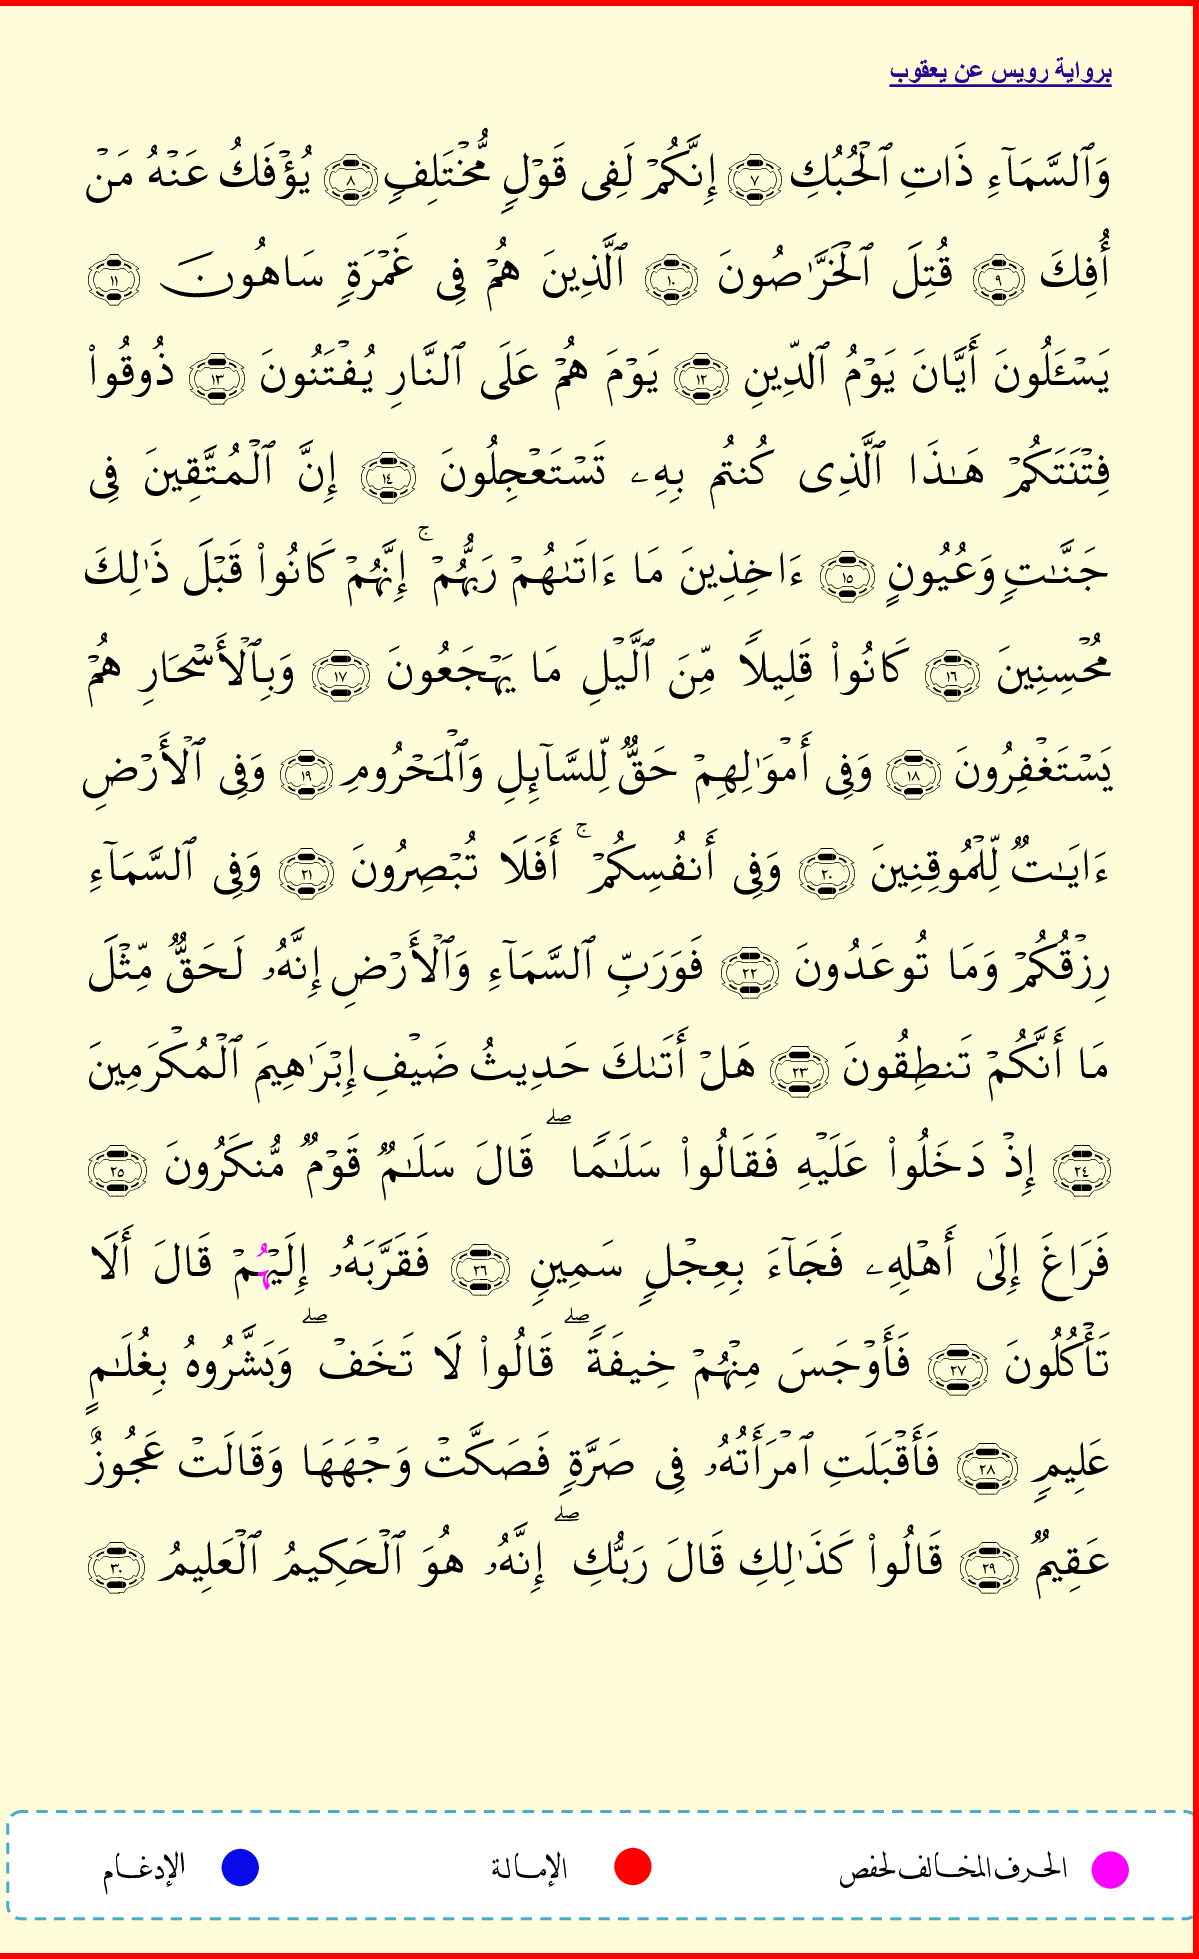 برواية رويس عن يعقوب
وَٱلسَّمَآءِ ذَاتِ ٱلْحُبُكِ ٧ إِنَّكُمْ لَفِى قَوْلٍ مُّخْتَلِفٍ ٨ يُؤْفَكُ عَنْهُ مَنْ
أُفِكَ ٩ قُتِلَ ٱلْخَرَّٰصُونَ ١٠ ٱلَّذِينَ هُمْ فِى غَمْرَةٍ سَاهُونَ ١١
يَسْـَٔلُونَ أَيَّانَ يَوْمُ ٱلدِّينِ ١٢ يَوْمَ هُمْ عَلَى ٱلنَّارِ يُفْتَنُونَ ١٣ ذُوقُوا۟
فِتْنَتَكُمْ هَـٰذَا ٱلَّذِى كُنتُم بِهِۦ تَسْتَعْجِلُونَ ١٤ إِنَّ ٱلْمُتَّقِينَ فِى
جَنَّـٰتٍ وَعُيُونٍ ١٥ ءَاخِذِينَ مَا ءَاتَىٰهُمْ رَبُّهُمْ ۚ إِنَّهُمْ كَانُوا۟ قَبْلَ ذَٰلِكَ
مُحْسِنِينَ ١٦ كَانُوا۟ قَلِيلًا مِّنَ ٱلَّيْلِ مَا يَهْجَعُونَ ١٧ وَبِٱلْأَسْحَارِ هُمْ
يَسْتَغْفِرُونَ ١٨ وَفِى أَمْوَٰلِهِمْ حَقٌّ لِّلسَّآئِلِ وَٱلْمَحْرُومِ ١٩ وَفِى ٱلْأَرْضِ
ءَايَـٰتٌ لِّلْمُوقِنِينَ ٢٠ وَفِى أَنفُسِكُمْ ۚ أَفَلَا تُبْصِرُونَ ٢١ وَفِى ٱلسَّمَآءِ
رِزْقُكُمْ وَمَا تُوعَدُونَ ٢٢ فَوَرَبِّ ٱلسَّمَآءِ وَٱلْأَرْضِ إِنَّهُۥ لَحَقٌّ مِّثْلَ
مَا أَنَّكُمْ تَنطِقُونَ ٢٣ هَلْ أَتَىٰكَ حَدِيثُ ضَيْفِ إِبْرَٰهِيمَ ٱلْمُكْرَمِينَ
٢٤ إِذْ دَخَلُوا۟ عَلَيْهِ فَقَالُوا۟ سَلَـٰمًا ۖ قَالَ سَلَـٰمٌ قَوْمٌ مُّنكَرُونَ ٢٥
فَرَاغَ إِلَىٰ أَهْلِهِۦ فَجَآءَ بِعِجْلٍ سَمِينٍ ٢٦ فَقَرَّبَهُۥ إِلَيْهُمْ قَالَ أَلَا
تَأْكُلُونَ ٢٧ فَأَوْجَسَ مِنْهُمْ خِيفَةً ۖ قَالُوا۟ لَا تَخَفْ ۖ وَبَشَّرُوهُ بِغُلَـٰمٍ
عَلِيمٍ ٢٨ فَأَقْبَلَتِ ٱمْرَأَتُهُۥ فِى صَرَّةٍ فَصَكَّتْ وَجْهَهَا وَقَالَتْ عَجُوزٌ
عَقِيمٌ ٢٩ قَالُوا۟ كَذَٰلِكِ قَالَ رَبُّكِ ۖ إِنَّهُۥ هُوَ ٱلْحَكِيمُ ٱلْعَلِيمُ ٣٠
الحرف المخالف لحفص الإمالة الإدغام